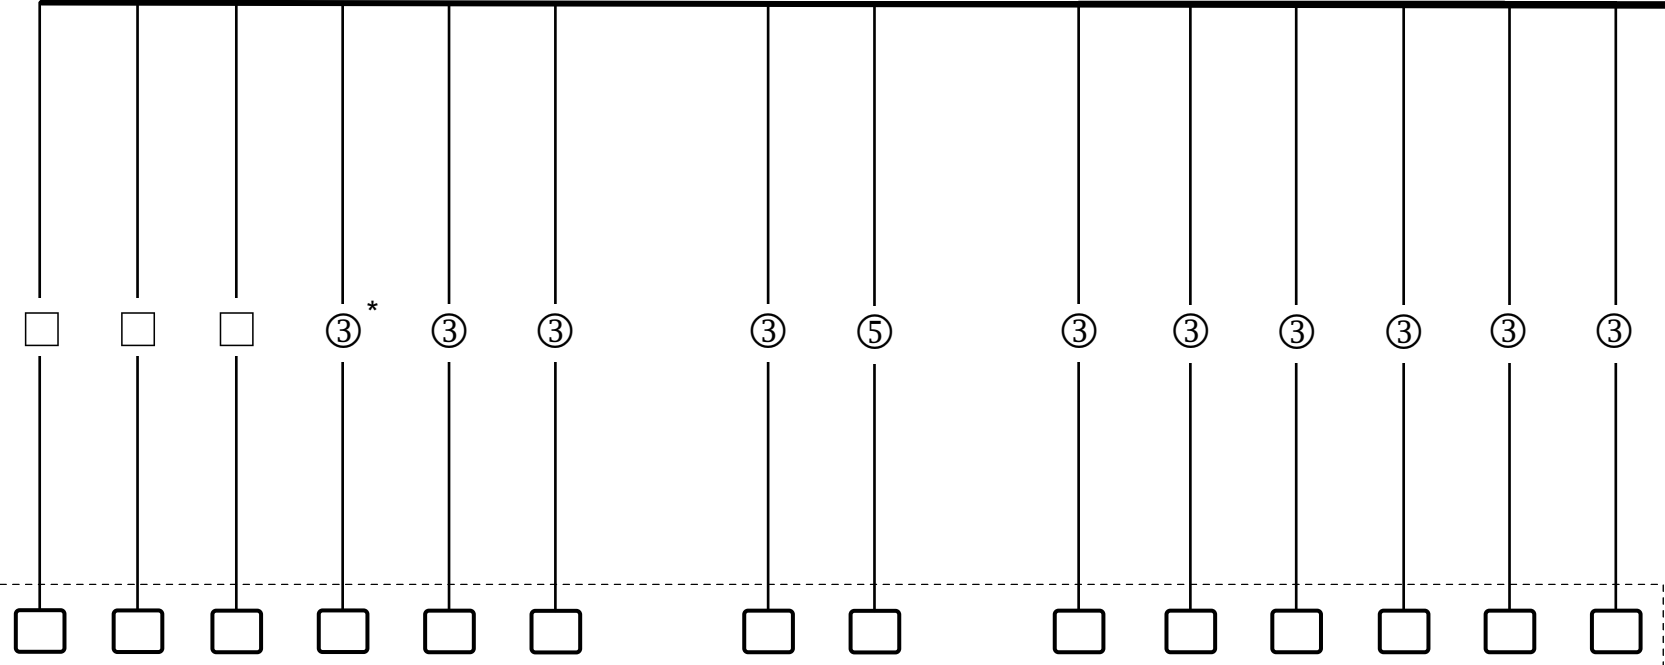 *
□ □ □ ③ ③ ③ ③ ⑤ ③ ③ ③ ③ ③ ③